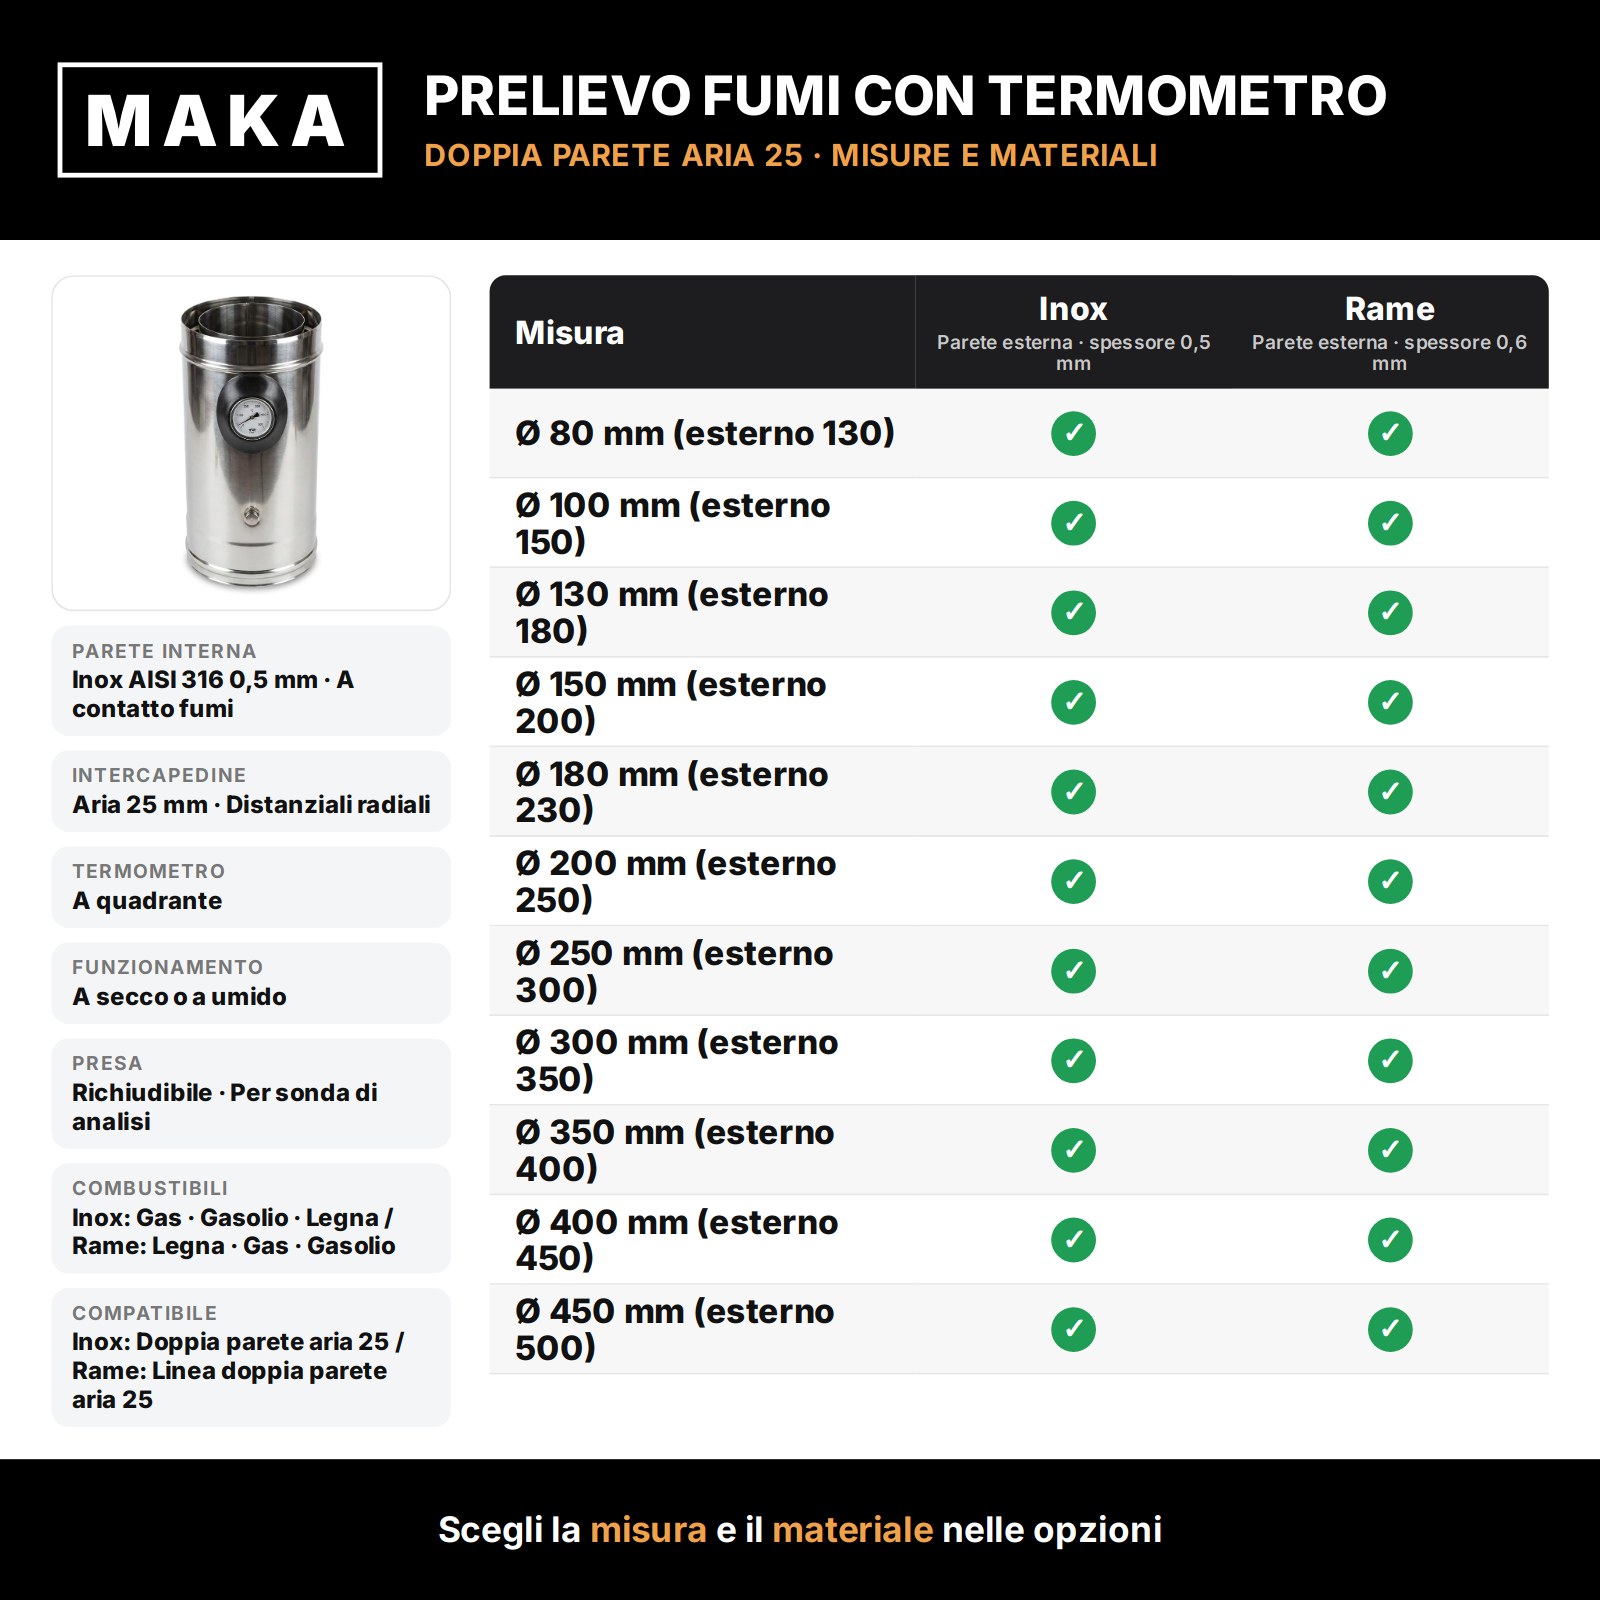 MAKA
PRELIEVO FUMI CON TERMOMETRO
DOPPIA PARETE ARIA 25 · MISURE E MATERIALI
PARETE INTERNA
Inox AISI 316 0,5 mm · A
contatto fumi
INTERCAPEDINE
Aria 25 mm · Distanziali radiali
TERMOMETRO
A quadrante
FUNZIONAMENTO
A secco o a umido
PRESA
Richiudibile · Per sonda di
analisi
COMBUSTIBILI
Inox: Gas · Gasolio · Legna /
Rame: Legna · Gas · Gasolio
COMPATIBILE
Inox: Doppia parete aria 25 /
Rame: Linea doppia parete
aria 25
Misura
Inox
Parete esterna · spessore 0,5
mm
Rame
Parete esterna · spessore 0,6
mm
Ø 80 mm (esterno 130) ✓ ✓
Ø 100 mm (esterno
150) ✓ ✓
Ø 130 mm (esterno
180) ✓ ✓
Ø 150 mm (esterno
200) ✓ ✓
Ø 180 mm (esterno
230) ✓ ✓
Ø 200 mm (esterno
250) ✓ ✓
Ø 250 mm (esterno
300) ✓ ✓
Ø 300 mm (esterno
350) ✓ ✓
Ø 350 mm (esterno
400) ✓ ✓
Ø 400 mm (esterno
450) ✓ ✓
Ø 450 mm (esterno
500) ✓ ✓
Scegli la misura e il materiale nelle opzioni